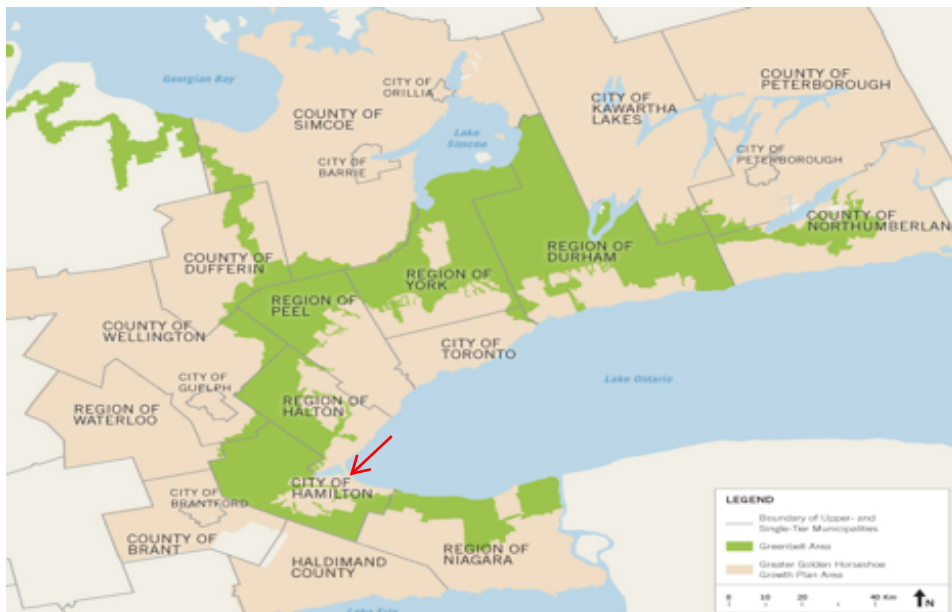 Georgian Bay
CITY OF
ORILLIA
COUNTY OF
PETERBOROUGH
COUNTY OF
SIMCOE
CITY OF
KAWARTHA
LAKES
Lake
Simcoe
CITY OF
BARRIE
CITY OF
PETERBOROUGH
COUNTY OF
NORTHUMBERLAN
COUNTY OF
DUFFERIN
REGION OF
DURHAM
REGION OF
YORK
REGION OF
PEEL
COUNTY OF
WELLINGTON
CITY OF
TORONTO
CITY OF
GUELPH
Lake Ontario
REGION OF
HALTON
REGION OF
WATERLOO
CITY OF
HAMILTON
CITY OF
BRANTFORD
COUNTY OF
BRANT
REGION OF
NIAGARA
HALDIMAND
COUNTY
Lake Erie
LEGEND
Boundary of Upper- and
Single-Tier Municipalities
Greenbelt Area
Greater Golden Horseshoe
Growth Plan Area
0 10 20 40 Km
N